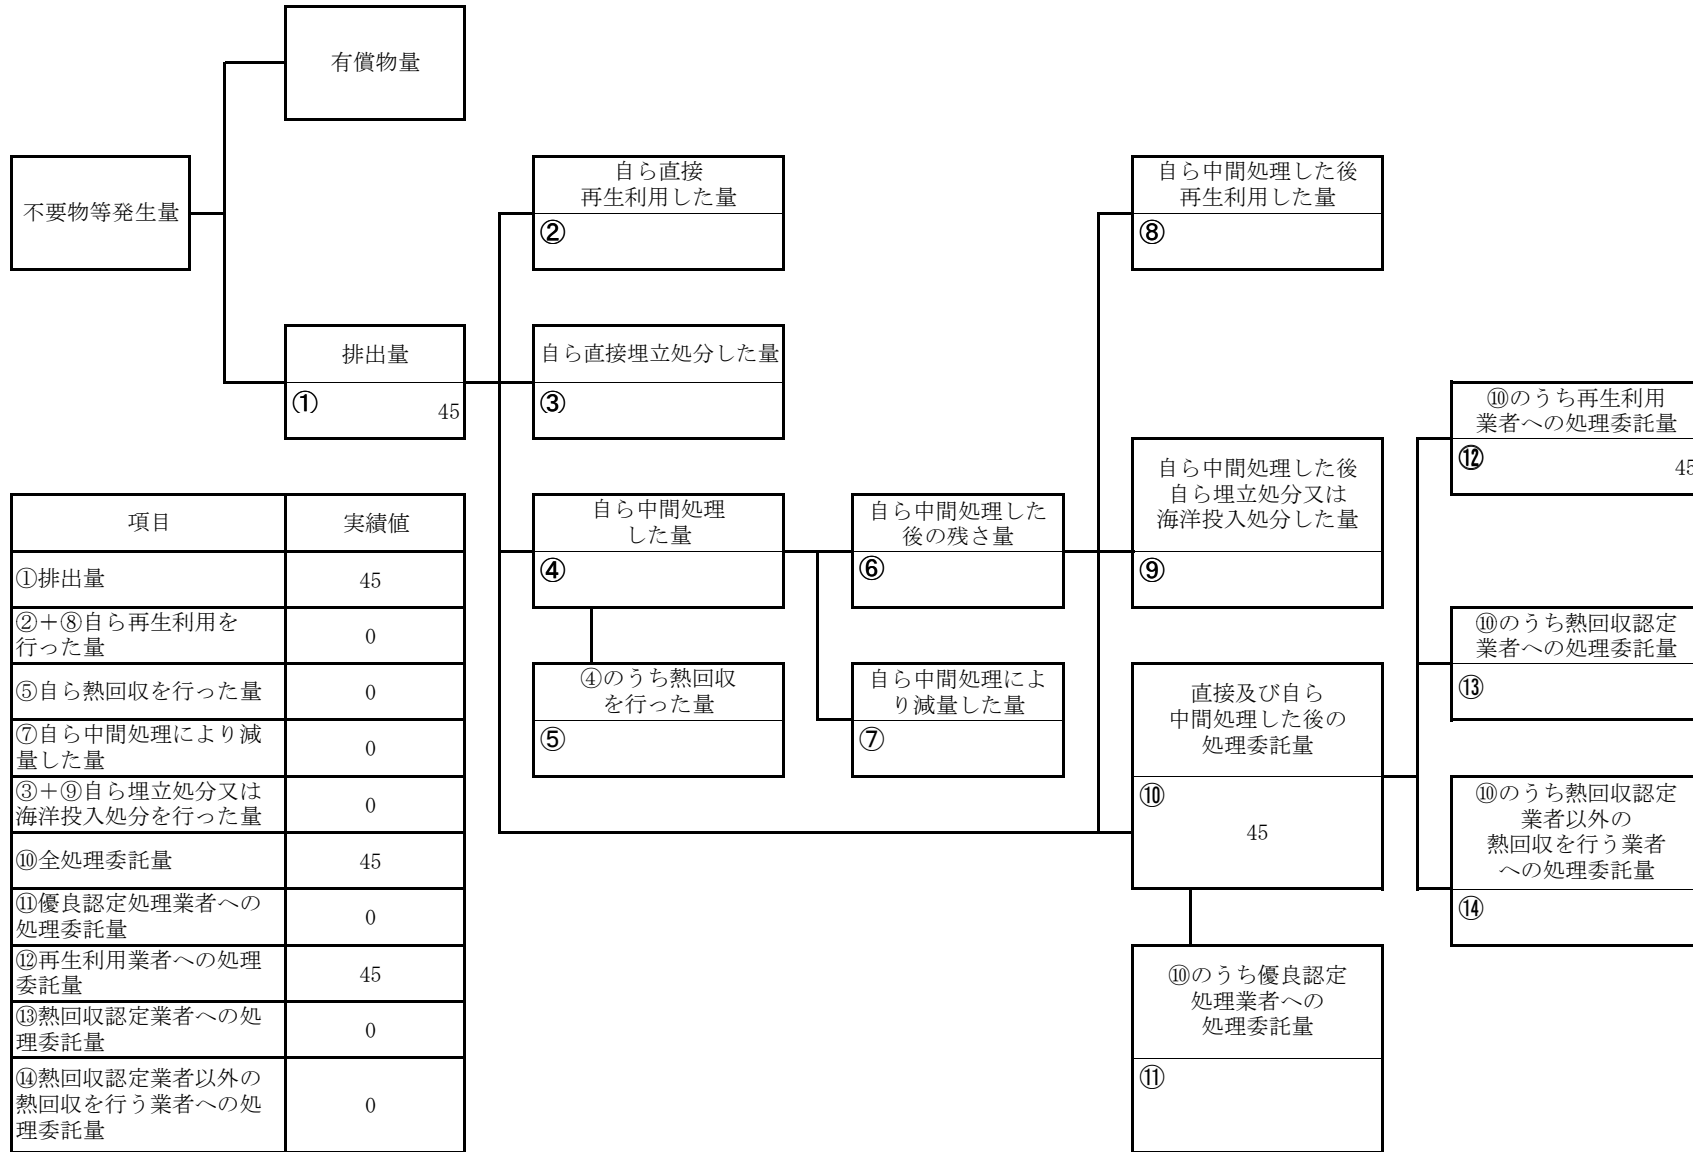 有償物量
不要物等発生量
自ら直接
再生利用した量
②
自ら中間処理した後
再生利用した量
⑧
排出量
①
45
自ら直接埋立処分した量
③
⑩のうち再生利用
業者への処理委託量
⑫
45
自ら中間処理
した量
④
自ら中間処理した
後の残さ量
⑥
自ら中間処理した後
自ら埋立処分又は
海洋投入処分した量
⑨
④のうち熱回収
を行った量
⑤
自ら中間処理によ
り減量した量
⑦
直接及び自ら
中間処理した後の
処理委託量
⑩
45
⑩のうち熱回収認定
業者への処理委託量
⑬
⑩のうち熱回収認定
業者以外の
熱回収を行う業者
への処理委託量
⑭
⑩のうち優良認定
処理業者への
処理委託量
⑪
項目 実績値
①排出量 45
②＋⑧自ら再生利用を
行った量 0
⑤自ら熱回収を行った量 0
⑦自ら中間処理により減
量した量 0
③＋⑨自ら埋立処分又は
海洋投入処分を行った量 0
⑩全処理委託量 45
⑪優良認定処理業者への
処理委託量 0
⑫再生利用業者への処理
委託量 45
⑬熱回収認定業者への処
理委託量 0
⑭熱回収認定業者以外の
熱回収を行う業者への処 0
理委託量